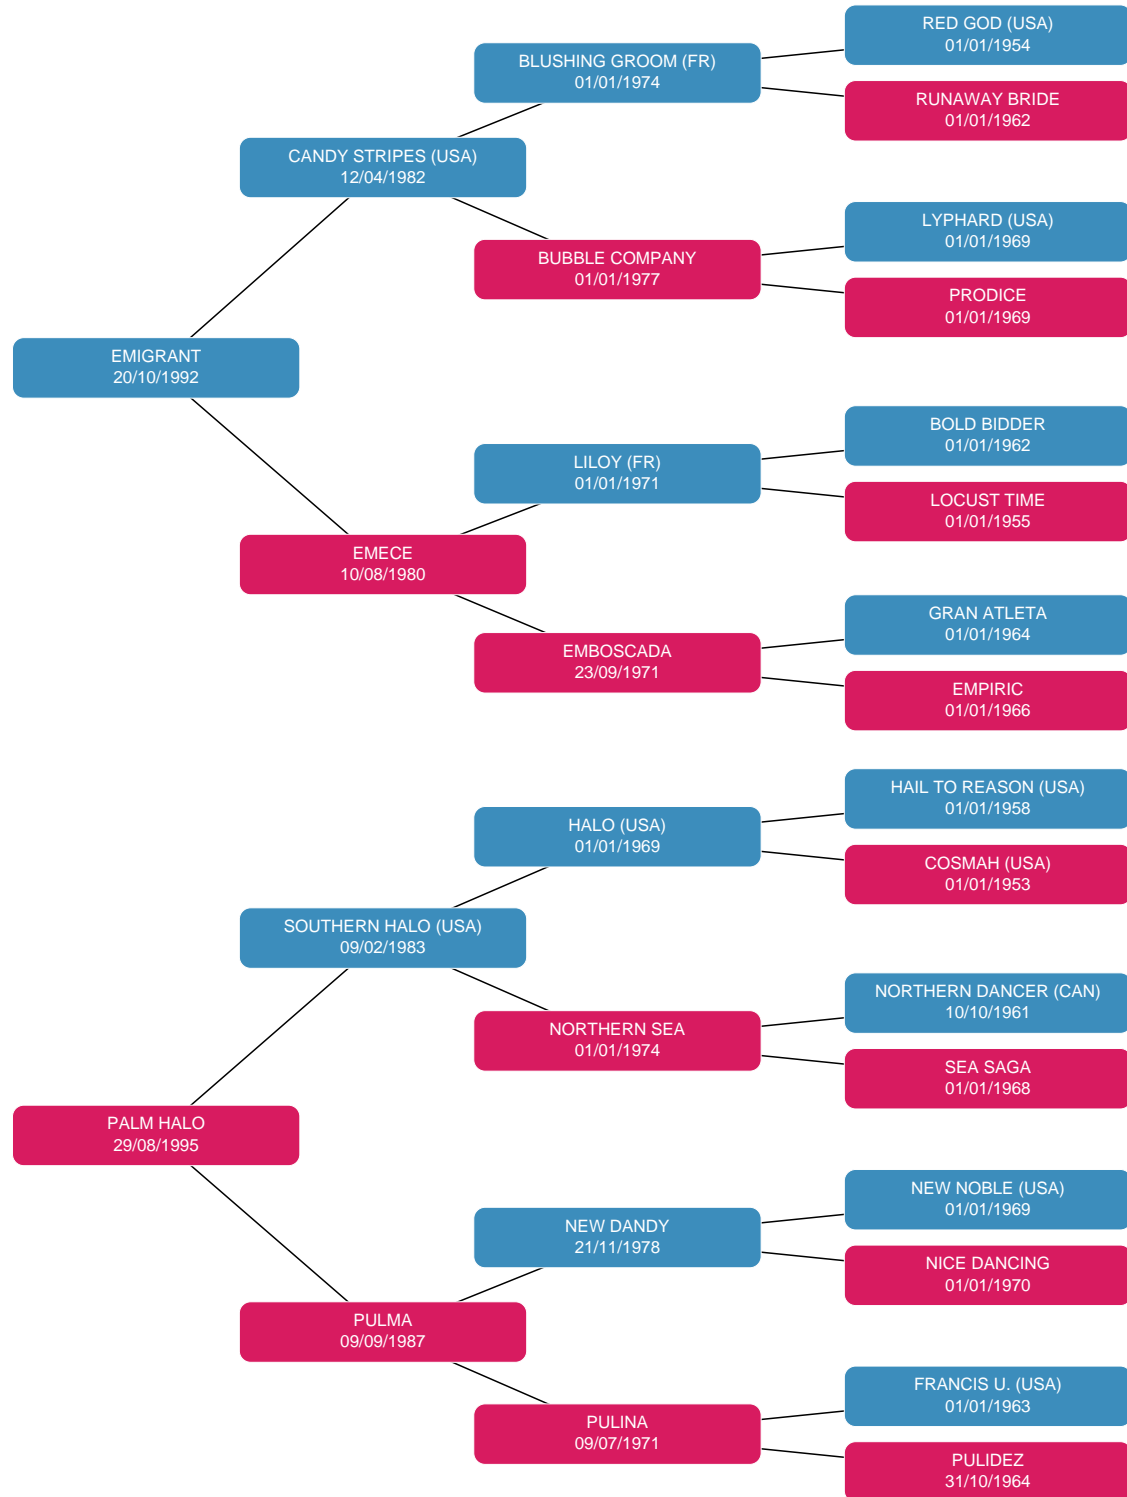 RED GOD (USA)
01/01/1954
BLUSHING GROOM (FR)
01/01/1974
RUNAWAY BRIDE
01/01/1962
CANDY STRIPES (USA)
12/04/1982
LYPHARD (USA)
01/01/1969
BUBBLE COMPANY
01/01/1977
PRODICE
01/01/1969
EMIGRANT
20/10/1992
BOLD BIDDER
01/01/1962
LILOY (FR)
01/01/1971
LOCUST TIME
01/01/1955
EMECE
10/08/1980
GRAN ATLETA
01/01/1964
EMBOSCADA
23/09/1971
EMPIRIC
01/01/1966
HAIL TO REASON (USA)
01/01/1958
HALO (USA)
01/01/1969
COSMAH (USA)
01/01/1953
SOUTHERN HALO (USA)
09/02/1983
NORTHERN DANCER (CAN)
10/10/1961
NORTHERN SEA
01/01/1974
SEA SAGA
01/01/1968
PALM HALO
29/08/1995
NEW NOBLE (USA)
01/01/1969
NEW DANDY
21/11/1978
NICE DANCING
01/01/1970
PULMA
09/09/1987
FRANCIS U. (USA)
01/01/1963
PULINA
09/07/1971
PULIDEZ
31/10/1964